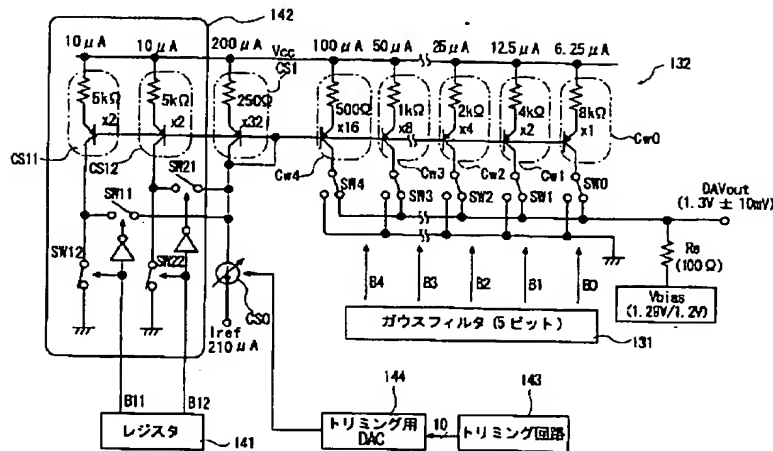 142
10μA
10μA
200μA
100μA
50μA
25μA
12.5μA
6.25μA
Vcc
CS1
132
5kΩ
5kΩ
250Ω
500Ω
1kΩ
2kΩ
4kΩ
8kΩ
x2
x2
x32
x16
x8
x4
x2
x1
CS11
CS12
Cw4
Cw3
Cw2
Cw1
Cw0
SW11
SW21
SW4
SW3
SW2
SW1
SW0
DAVout
(1.3V ± 10mV)
SW12
SW22
CS0
Iref
210μA
B4
B3
B2
B1
B0
Rs
(100Ω)
Vbias
(1.29V/1.2V)
ガウスフィルタ(5ビット)
131
B11
B12
レジスタ
141
144
トリミング用
DAC
10
143
トリミング回路